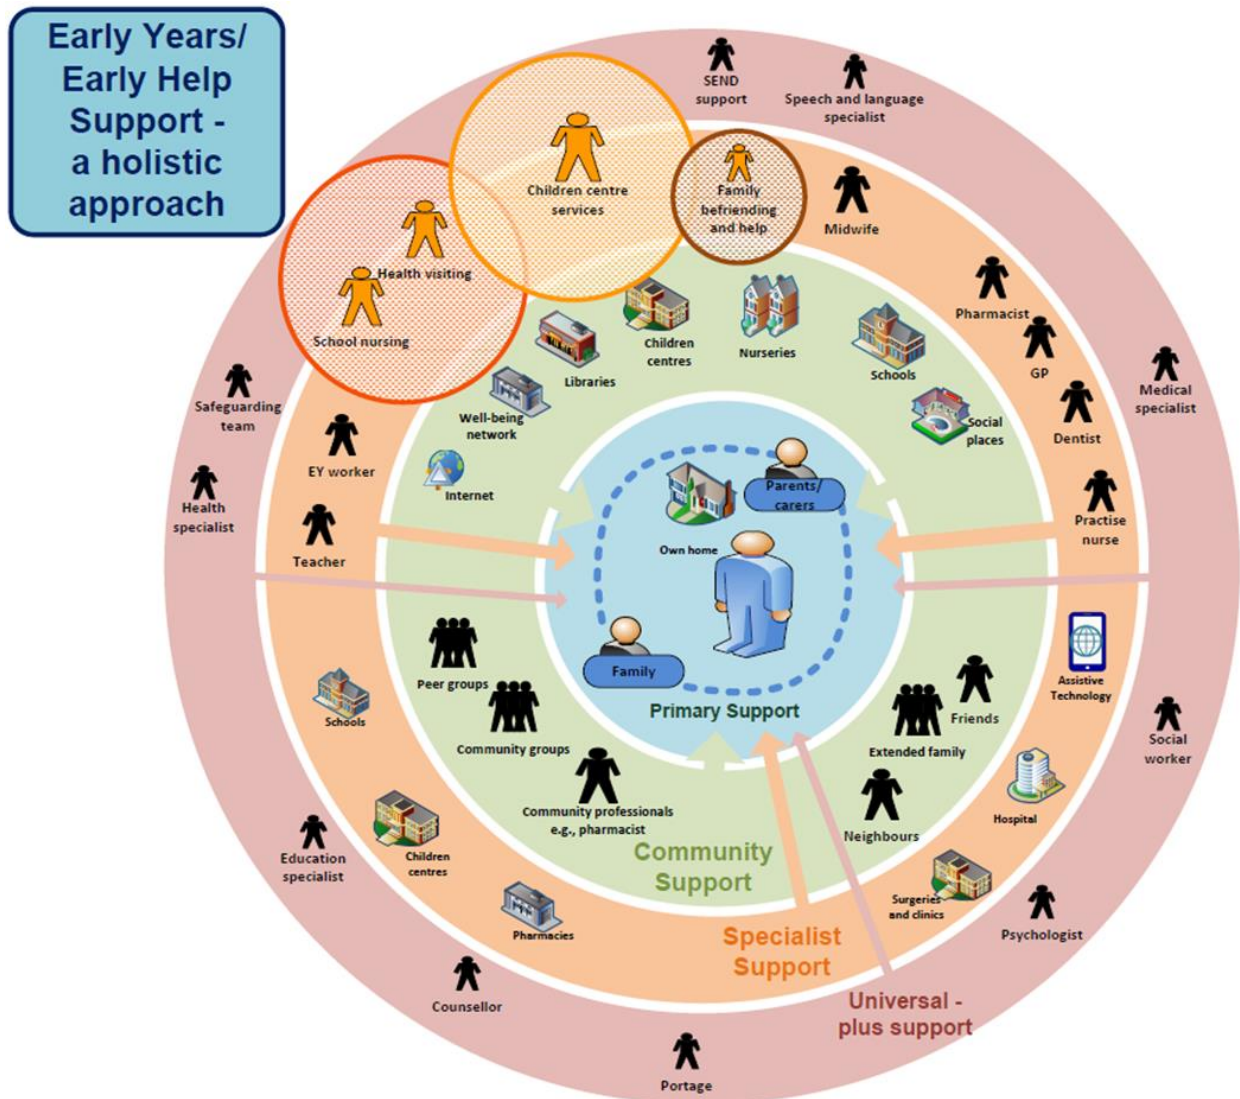 Early Years/
Early Help
Support -
a holistic
approach
SEND
support
Speech and language
specialist
Children centre
services
Family
befriending
and help
Midwife
Health visiting
School nursing
Pharmacist
GP
Dentist
Practise
nurse
Medical
specialist
Safeguarding
team
Health
specialist
EY worker
Teacher
Children
centres
Nurseries
Schools
Social
places
Libraries
Well-being
network
Internet
Parents/
carers
Own home
Family
Primary Support
Peer groups
Community groups
Community professionals
e.g., pharmacist
Friends
Extended family
Neighbours
Community
Support
Assistive
Technology
Hospital
Surgeries
and clinics
Schools
Children
centres
Pharmacies
Specialist
Support
Social
worker
Psychologist
Education
specialist
Counsellor
Portage
Universal -
plus support